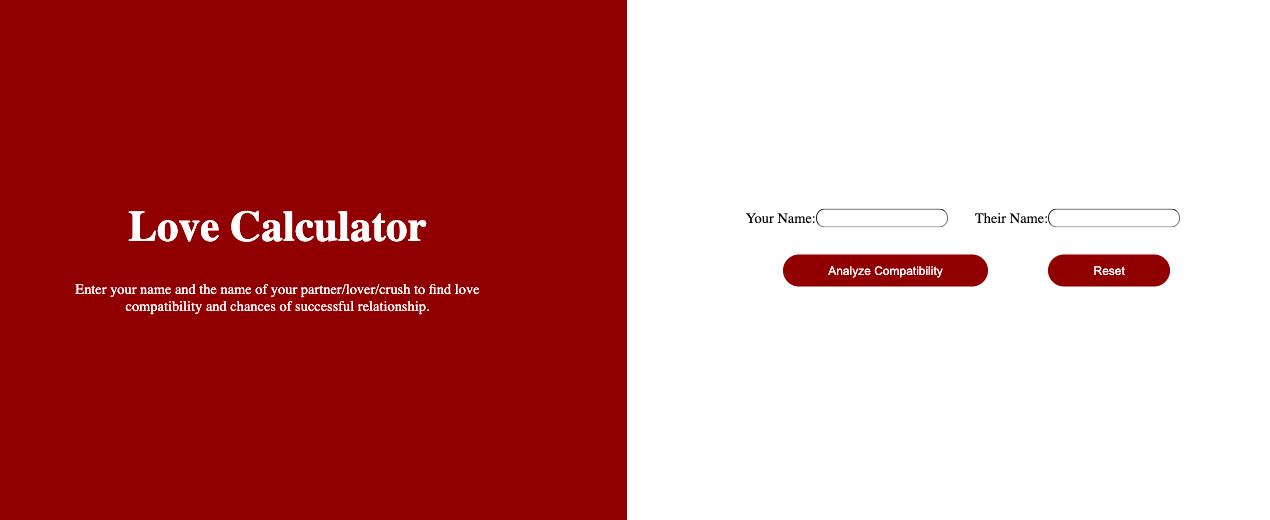 Love Calculator
Enter your name and the name of your partner/lover/crush to find love
compatibility and chances of successful relationship.
Your Name: Their Name:
Analyze Compatibility Reset